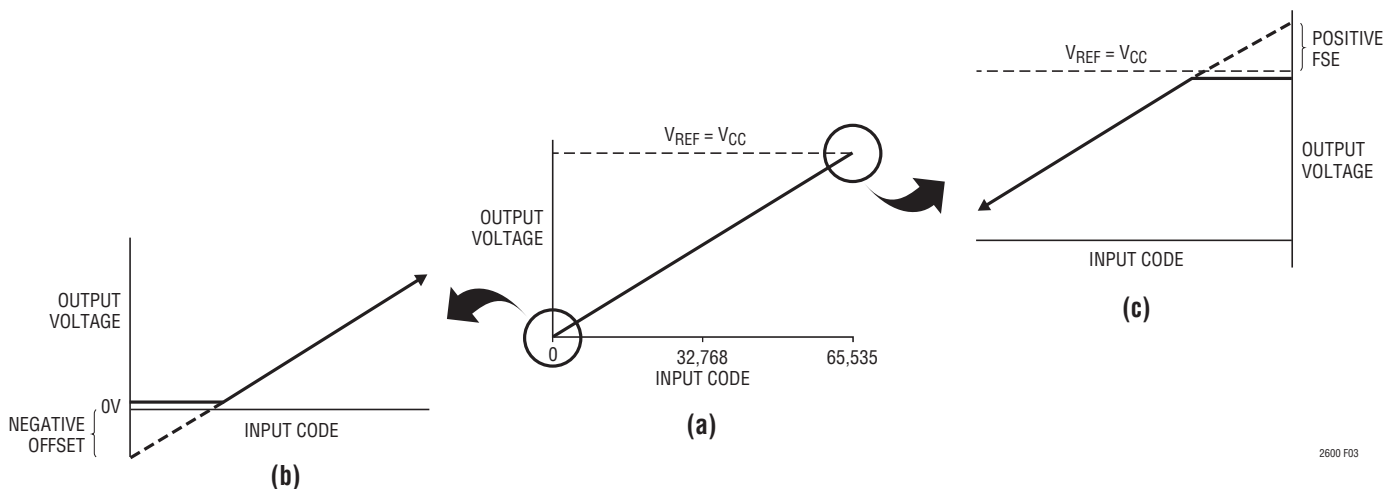 OUTPUT
VOLTAGE
0V
NEGATIVE
OFFSET
INPUT CODE
(b)
V_REF = V_CC
OUTPUT
VOLTAGE
0
32,768
65,535
INPUT CODE
(a)
V_REF = V_CC
POSITIVE
FSE
OUTPUT
VOLTAGE
INPUT CODE
(c)
2600 F03